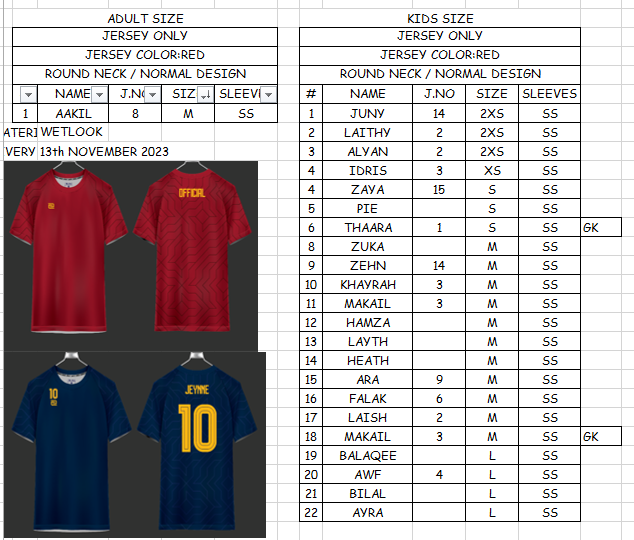 ADULT SIZE
JERSEY ONLY
JERSEY COLOR:RED
ROUND NECK / NORMAL DESIGN
NAME J.NO SIZ SLEEV
1 AAKIL 8 M SS
ATERI WETLOOK
VERY 13th NOVEMBER 2023
OFFICIAL
10
JEYNNE
10
KIDS SIZE
JERSEY ONLY
JERSEY COLOR:RED
ROUND NECK / NORMAL DESIGN
# NAME J.NO SIZE SLEEVES
1 JUNY 14 2XS SS
2 LAITHY 2 2XS SS
3 ALYAN 2 2XS SS
4 IDRIS 3 XS SS
4 ZAYA 15 S SS
5 PIE S SS
6 THAARA 1 S SS GK
8 ZUKA M SS
9 ZEHN 14 M SS
10 KHAYRAH 3 M SS
11 MAKAIL 3 M SS
12 HAMZA M SS
13 LAYTH M SS
14 HEATH M SS
15 ARA 9 M SS
16 FALAK 6 M SS
17 LAISH 2 M SS
18 MAKAIL 3 M SS GK
19 BALAQEE L SS
20 AWF 4 L SS
21 BILAL L SS
22 AYRA L SS